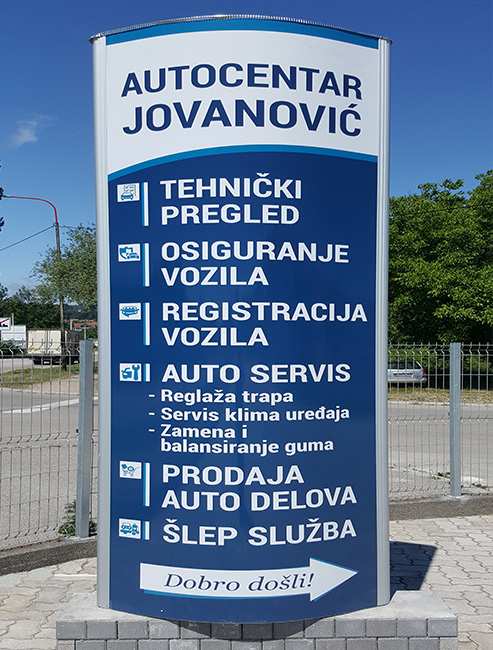 AUTOCENTAR
JOVANOVIĆ
TEHNIČKI
PREGLED
OSIGURANJE
VOZILA
REGISTRACIJA
VOZILA
AUTO SERVIS
- Reglaža trapa
- Servis klima uređaja
- Zamena i
balansiranje guma
PRODAJA
AUTO DELOVA
ŠLEP SLUŽBA
Dobro došli!